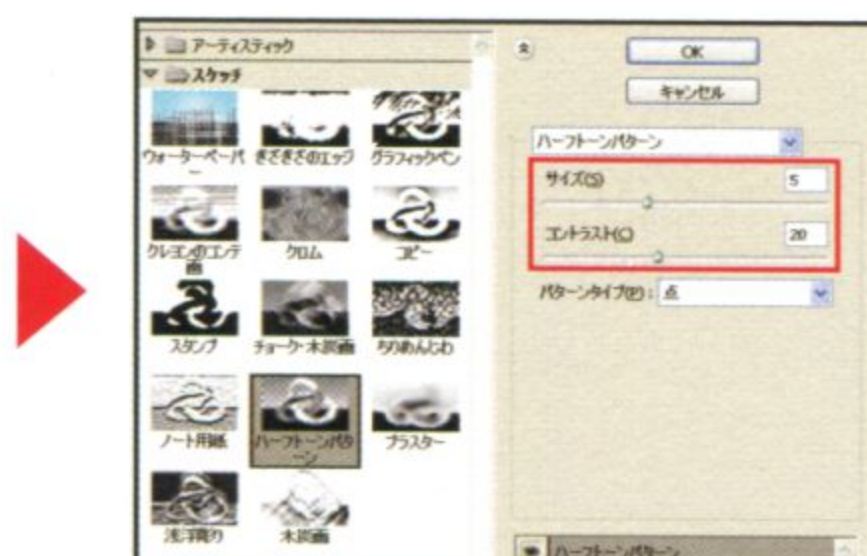 アーティスティック
スケッチ
ウォーターペーパ
ー
ぎざぎざのエッジ
グラフィックペン
クレヨンのコンテ
画
クロム
コピー
スタンプ
チョーク・木炭画
ちりめんじわ
ノート用紙
ハーフトーンパタ
ーン
プラスター
浅浮彫り
木炭画
OK
キャンセル
ハーフトーンパターン
サイズ(S)
5
コントラスト(C)
20
パターンタイプ(P): 点
ハーフトーンパターン